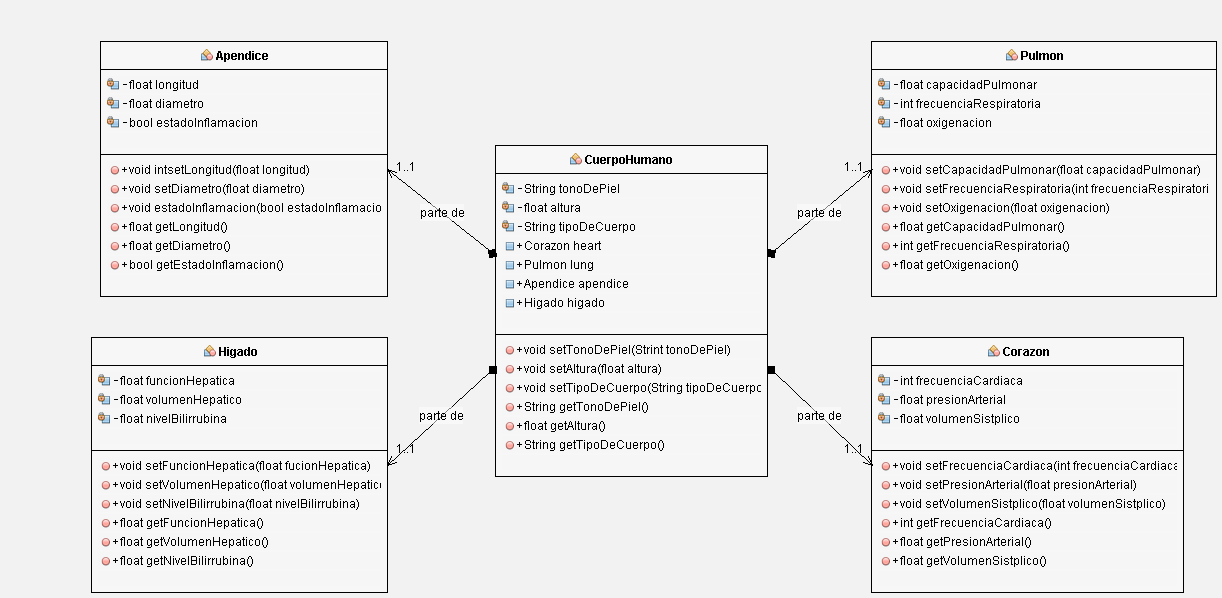 Apendice
-float longitud
-float diametro
-bool estadoInflamacion
+void intsetLongitud(float longitud)
+void setDiametro(float diametro)
+void estadoInflamacion(bool estadoInflamacio
+float getLongitud()
+float getDiametro()
+bool getEstadoInflamacion()
Pulmon
-float capacidadPulmonar
-int frecuenciaRespiratoria
-float oxigenacion
+void setCapacidadPulmonar(float capacidadPulmonar)
+void setFrecuenciaRespiratoria(int frecuenciaRespiratori
+void setOxigenacion(float oxigenacion)
+float getCapacidadPulmonar()
+int getFrecuenciaRespiratoria()
+float getOxigenacion()
1..1
parte de
1..1
parte de
CuerpoHumano
-String tonoDePiel
-float altura
-String tipoDeCuerpo
+Corazon heart
+Pulmon lung
+Apendice apendice
+Higado higado
+void setTonoDePiel(Strint tonoDePiel)
+void setAltura(float altura)
+void setTipoDeCuerpo(String tipoDeCuerpo
+String getTonoDePiel()
+float getAltura()
+String getTipoDeCuerpo()
parte de
1..1
parte de
1..1
Higado
-float funcionHepatica
-float volumenHepatico
-float nivelBilirrubina
+void setFuncionHepatica(float fucionHepatica)
+void setVolumenHepatico(float volumenHepatic
+void setNivelBilirrubina(float nivelBilirrubina)
+float getFuncionHepatica()
+float getVolumenHepatico()
+float getNivelBilirrubina()
Corazon
-int frecuenciaCardiaca
-float presionArterial
-float volumenSistplico
+void setFrecuenciaCardiaca(int frecuenciaCardiaca
+void setPresionArterial(float presionArterial)
+void setVolumenSistplico(float volumenSistplico)
+int getFrecuenciaCardiaca()
+float getPresionArterial()
+float getVolumenSistplico()